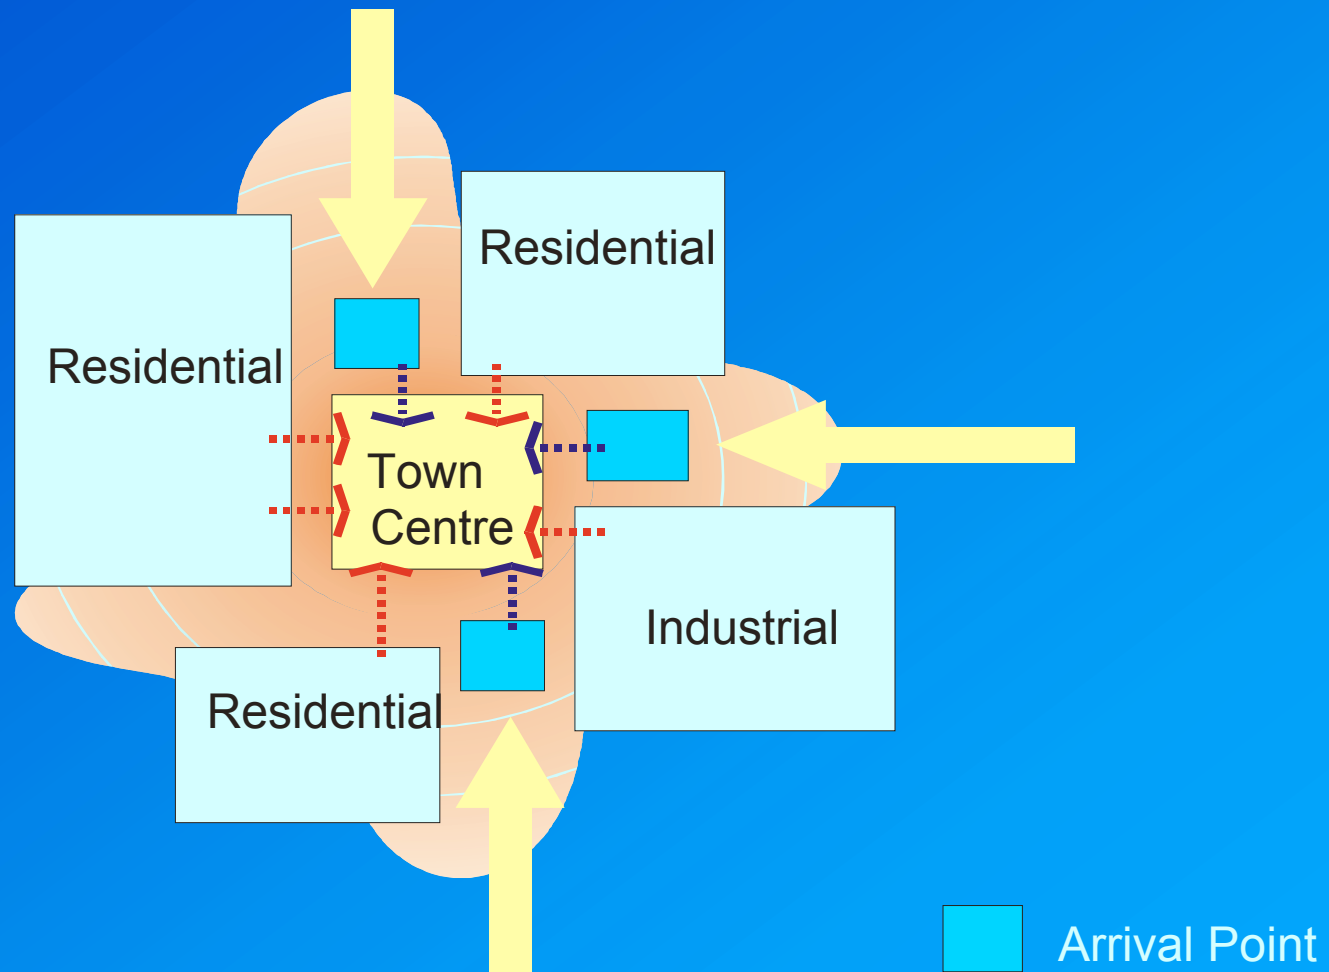 Residential
Residential
Town
Centre
Industrial
Residential
Arrival Point